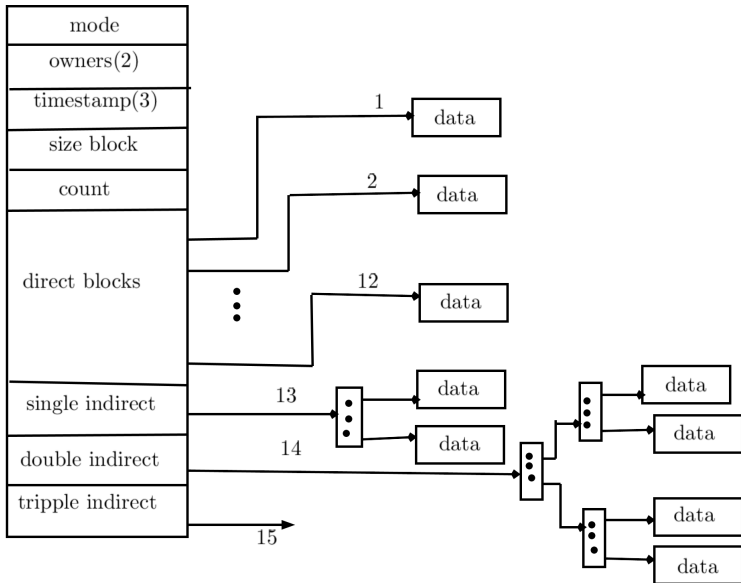 mode
owners(2)
timestamp(3)
size block
count
direct blocks
single indirect
double indirect
tripple indirect
1
data
2
data
12
data
13
data
data
14
data
data
data
data
15